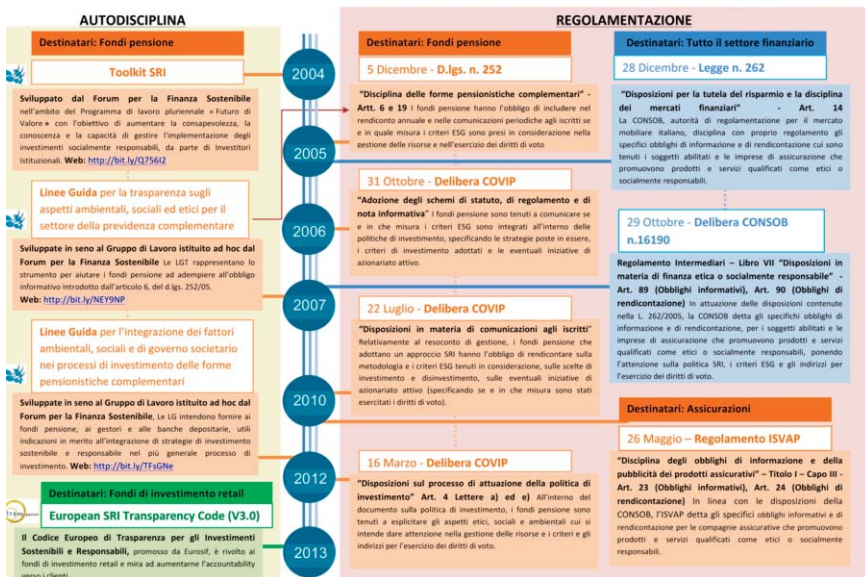 AUTODISCIPLINA
Destinatari: Fondi pensione
Toolkit SRI
Sviluppato dal Forum per la Finanza Sostenibile
nell'ambito del Programma di lavoro pluriennale « Futuro di
Valore » con l'obiettivo di aumentare la consapevolezza, la
conoscenza e la capacità di gestire l'implementazione degli
investimenti socialmente responsabili, da parte di Investitori
Istituzionali. Web: http://bit.ly/Q756I2
Linee Guida per la trasparenza sugli
aspetti ambientali, sociali ed etici per il
settore della previdenza complementare
Sviluppate in seno al Gruppo di Lavoro istituito ad hoc dal
Forum per la Finanza Sostenibile Le LGT rappresentano lo
strumento per aiutare i fondi pensione ad adempiere all'obbligo
informativo introdotto dall'articolo 6, del d.lgs. 252/05.
Web: http://bit.ly/NEY9NP
Linee Guida per l'integrazione dei fattori
ambientali, sociali e di governo societario
nei processi di investimento delle forme
pensionistiche complementari
Sviluppate in seno al Gruppo di Lavoro istituito ad hoc dal
Forum per la Finanza Sostenibile, Le LG intendono fornire ai
fondi pensione, ai gestori e alle banche depositarie, utili
indicazioni in merito all'integrazione di strategie di investimento
sostenibile e responsabile nel più generale processo di
investimento. Web: http://bit.ly/TFsGNe
Destinatari: Fondi di investimento retail
European SRI Transparency Code (V3.0)
Il Codice Europeo di Trasparenza per gli Investimenti
Sostenibili e Responsabili, promosso da Eurosif, è rivolto ai
fondi di investimento retail e mira ad aumentarne l'accountability
verso i clienti
2004
2005
2006
2007
2010
2012
2013
REGOLAMENTAZIONE
Destinatari: Fondi pensione
5 Dicembre - D.lgs. n. 252
"Disciplina delle forme pensionistiche complementari" -
Artt. 6 e 19 I fondi pensione hanno l'obbligo di includere nel
rendiconto annuale e nelle comunicazioni periodiche agli iscritti se
e in quale misura i criteri ESG sono presi in considerazione nella
gestione delle risorse e nell'esercizio dei diritti di voto
31 Ottobre - Delibera COVIP
"Adozione degli schemi di statuto, di regolamento e di
nota informativa" I fondi pensione sono tenuti a comunicare se
e in che misura i criteri ESG sono integrati all'interno delle
politiche di investimento, specificando le strategie poste in essere,
i criteri di investimento adottati e le eventuali iniziative di
azionariato attivo.
22 Luglio - Delibera COVIP
"Disposizioni in materia di comunicazioni agli iscritti"
Relativamente al resoconto di gestione, i fondi pensione che
adottano un approccio SRI hanno l'obbligo di rendicontare sulla
metodologia e i criteri ESG tenuti in considerazione, sulle scelte di
investimento e disinvestimento, sulle eventuali iniziative di
azionariato attivo (specificando se e in che misura sono stati
esercitati i diritti di voto).
16 Marzo - Delibera COVIP
"Disposizioni sul processo di attuazione della politica di
investimento" Art. 4 Lettere a) ed e) All'interno del
documento sulla politica di investimento, i fondi pensione sono
tenuti a esplicitare gli aspetti etici, sociali e ambientali cui si
intende dare attenzione nella gestione delle risorse e i criteri e gli
indirizzi per l'esercizio dei diritti di voto.
Destinatari: Tutto il settore finanziario
28 Dicembre - Legge n. 262
"Disposizioni per la tutela del risparmio e la disciplina
dei mercati finanziari" - Art. 14
La CONSOB, autorità di regolamentazione per il mercato
mobiliare italiano, disciplina con proprio regolamento gli
specifici obblighi di informazione e di rendicontazione cui sono
tenuti i soggetti abilitati e le imprese di assicurazione che
promuovono prodotti e servizi qualificati come etici o
socialmente responsabili.
29 Ottobre - Delibera CONSOB
n.16190
Regolamento Intermediari – Libro VII "Disposizioni in
materia di finanza etica o socialmente responsabile" -
Art. 89 (Obblighi informativi), Art. 90 (Obblighi di
rendicontazione) In attuazione delle disposizioni contenute
nella L. 262/2005, la CONSOB detta gli specifichi obblighi di
informazione e di rendicontazione, per i soggetti abilitati e le
imprese di assicurazione che promuovono prodotti e servizi
qualificati come etici o socialmente responsabili, ponendo
l'attenzione sulla politica SRI, i criteri ESG e gli indirizzi per
l'esercizio dei diritti di voto.
Destinatari: Assicurazioni
26 Maggio – Regolamento ISVAP
"Disciplina degli obblighi di informazione e della
pubblicità dei prodotti assicurativi" – Titolo I – Capo III -
Art. 23 (Obblighi informativi), Art. 24 (Obblighi di
rendicontazione) In linea con le disposizioni della
CONSOB, l'ISVAP detta gli specifici obblighi informativi e di
rendicontazione per le compagnie assicurative che promuovono
prodotti e servizi qualificati come etici o socialmente
responsabili.